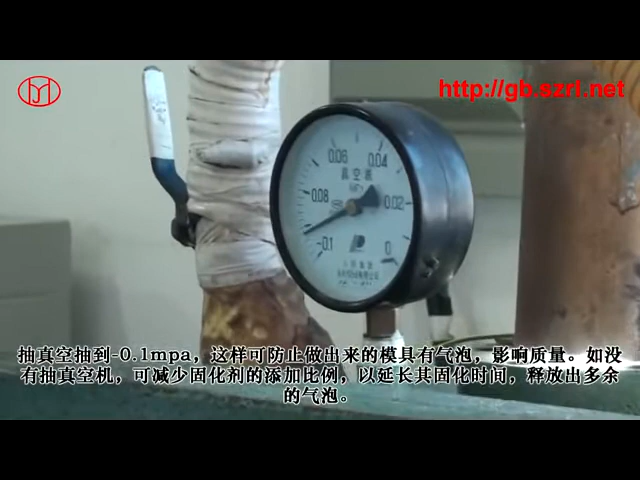 http://gb.szrl.net
0.06
0.04
真空表
0.08
MPa
0.02
-0.1
0
抽真空抽到-0.1mpa，这样可防止做出来的模具有气泡，影响质量。如没
有抽真空机，可减少固化剂的添加比例，以延长其固化时间，释放出多余
的气泡。